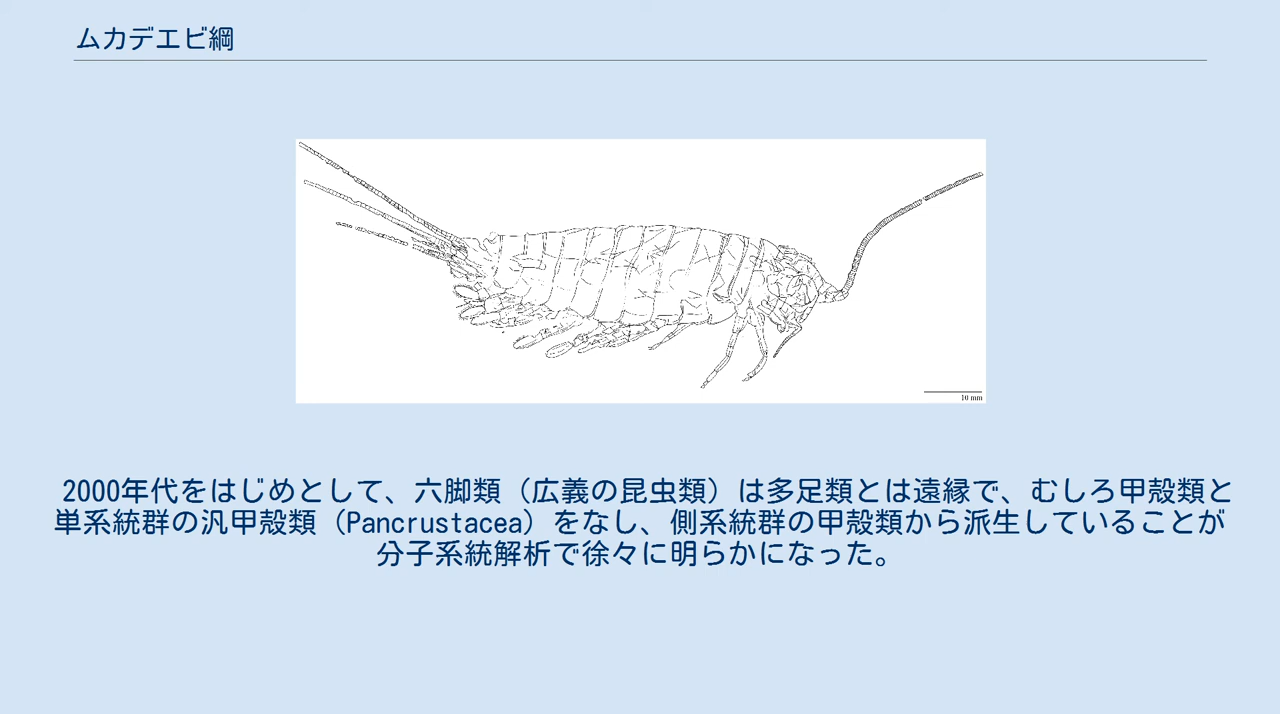 ムカデエビ綱
10 mm
2000年代をはじめとして、六脚類（広義の昆虫類）は多足類とは遠縁で、むしろ甲殻類と
単系統群の汎甲殻類（Pancrustacea）をなし、側系統群の甲殻類から派生していることが
分子系統解析で徐々に明らかになった。